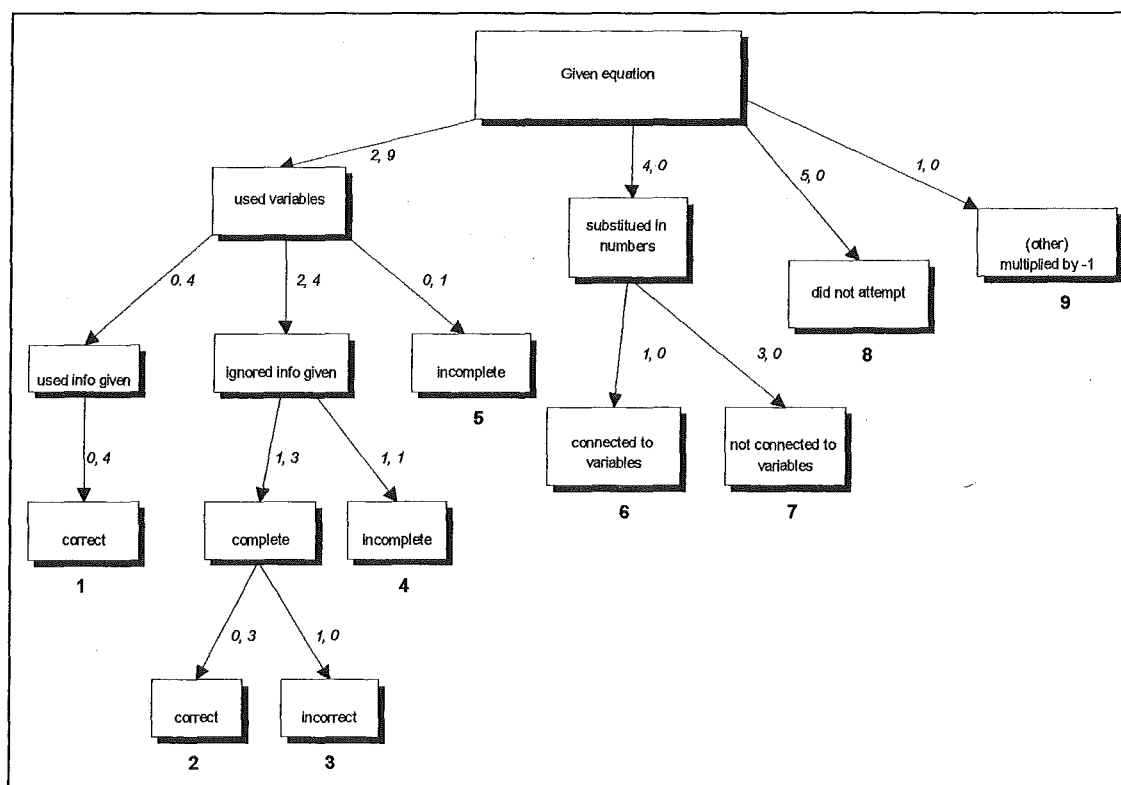 Given equation
2, 9
4, 0
5, 0
1, 0
used variables
substitued in
numbers
(other)
multiplied by -1
9
did not attempt
8
0. 4
2, 4
0, 1
used info given
ignored info given
incomplete
5
1, 0
3, 0
connected to
variables
6
not connected to
variables
7
0, 4
1, 3
1, 1
correct
1
complete
incomplete
4
0, 3
1, 0
correct
2
incorrect
3